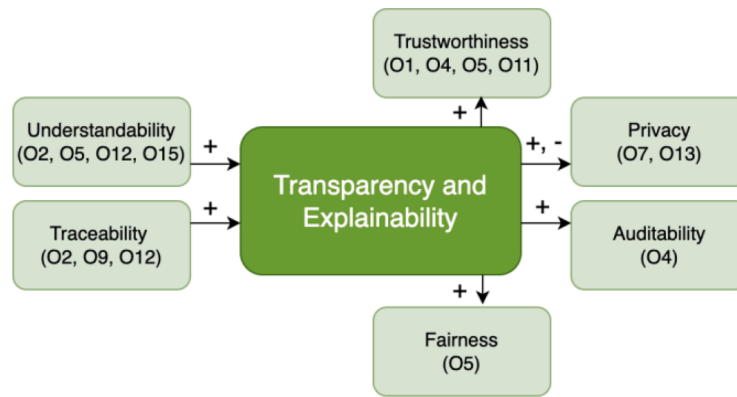 Trustworthiness
(O1, O4, O5, O11)
+
Understandability
(O2, O5, O12, O15)
+
Traceability
(O2, O9, O12)
+
Transparency and
Explainability
+, -
Privacy
(O7, O13)
+
Auditability
(O4)
+
Fairness
(O5)